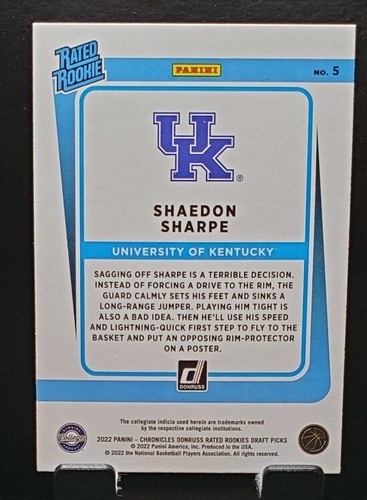 RATED
ROOKIE
PANINI
NO. 5
UK
®
SHAEDON
SHARPE
UNIVERSITY OF KENTUCKY
SAGGING OFF SHARPE IS A TERRIBLE DECISION.
INSTEAD OF FORCING A DRIVE TO THE RIM, THE
GUARD CALMLY SETS HIS FEET AND SINKS A
LONG-RANGE JUMPER. PLAYING HIM TIGHT IS
ALSO A BAD IDEA. THEN HE'LL USE HIS SPEED
AND LIGHTNING-QUICK FIRST STEP TO FLY TO THE
BASKET AND PUT AN OPPOSING RIM-PROTECTOR
ON A POSTER.
DONRUSS
The collegiate indicia used herein are trademarks owned
by the respective collegiate institutions.
2022 PANINI – CHRONICLES DONRUSS RATED ROOKIES DRAFT PICKS
© 2022 Panini America, Inc. Produced in the USA.
© 2022 the National Basketball Players Association. All rights reserved.